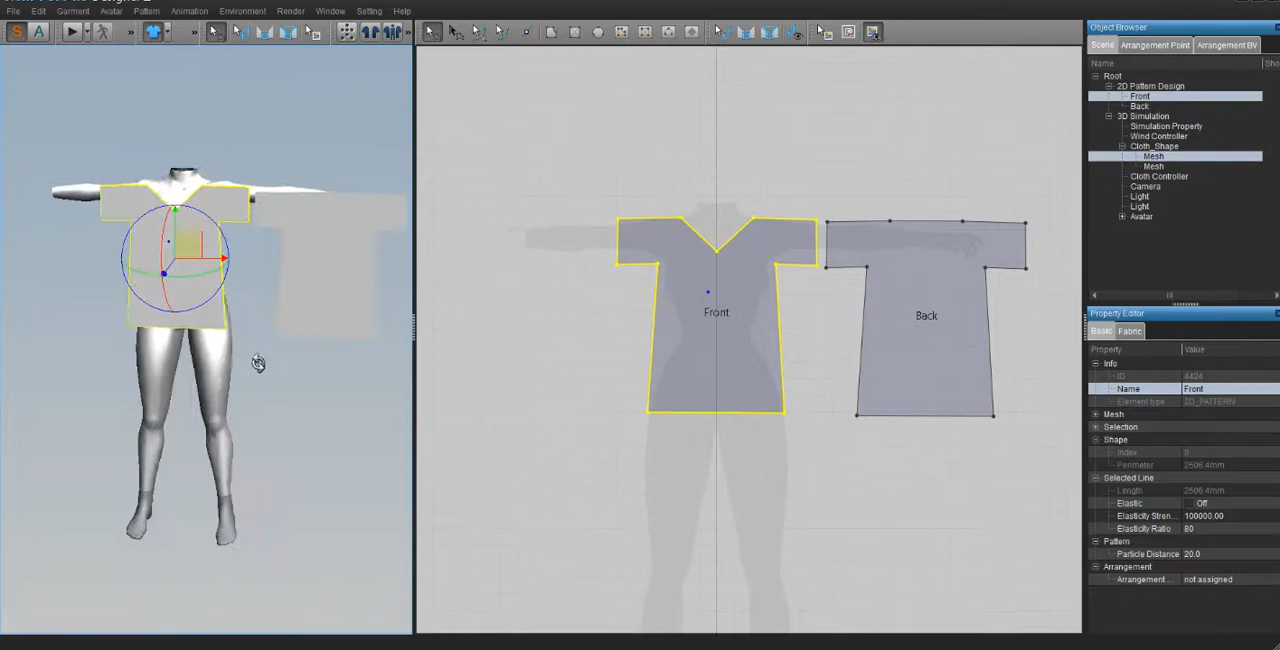 File Edit Garment Avatar Pattern Animation Environment Render Window Setting Help
S A
Front
Back
Object Browser
Scene Arrangement Point Arrangement BV
Name Sho
Root
2D Pattern Design
Front
Back
3D Simulation
Simulation Property
Wind Controller
Cloth_Shape
Mesh
Mesh
Cloth Controller
Camera
Light
Light
Avatar
Property Editor
Basic Fabric
Property Value
Info
ID 4424
Name Front
Element type 2D_PATTERN
Mesh
Selection
Shape
Index 0
Perimeter 2506.4mm
Selected Line
Length 2506.4mm
Elastic Off
Elasticity Stren... 100000.00
Elasticity Ratio 80
Pattern
Particle Distance 20.0
Arrangement
Arrangement ... not assigned